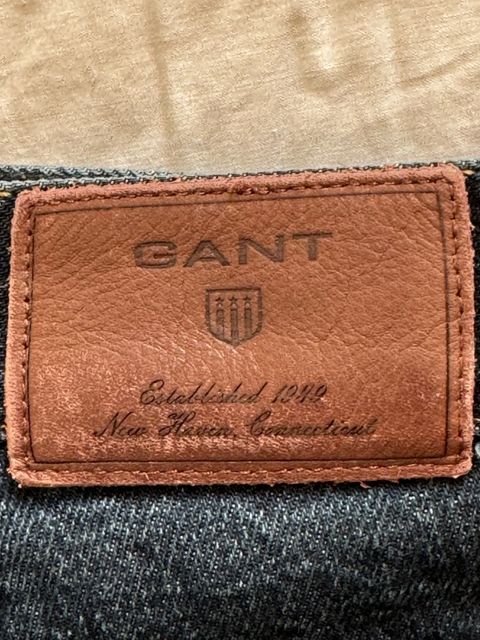 GANT
Established 1949
New Haven, Connecticut